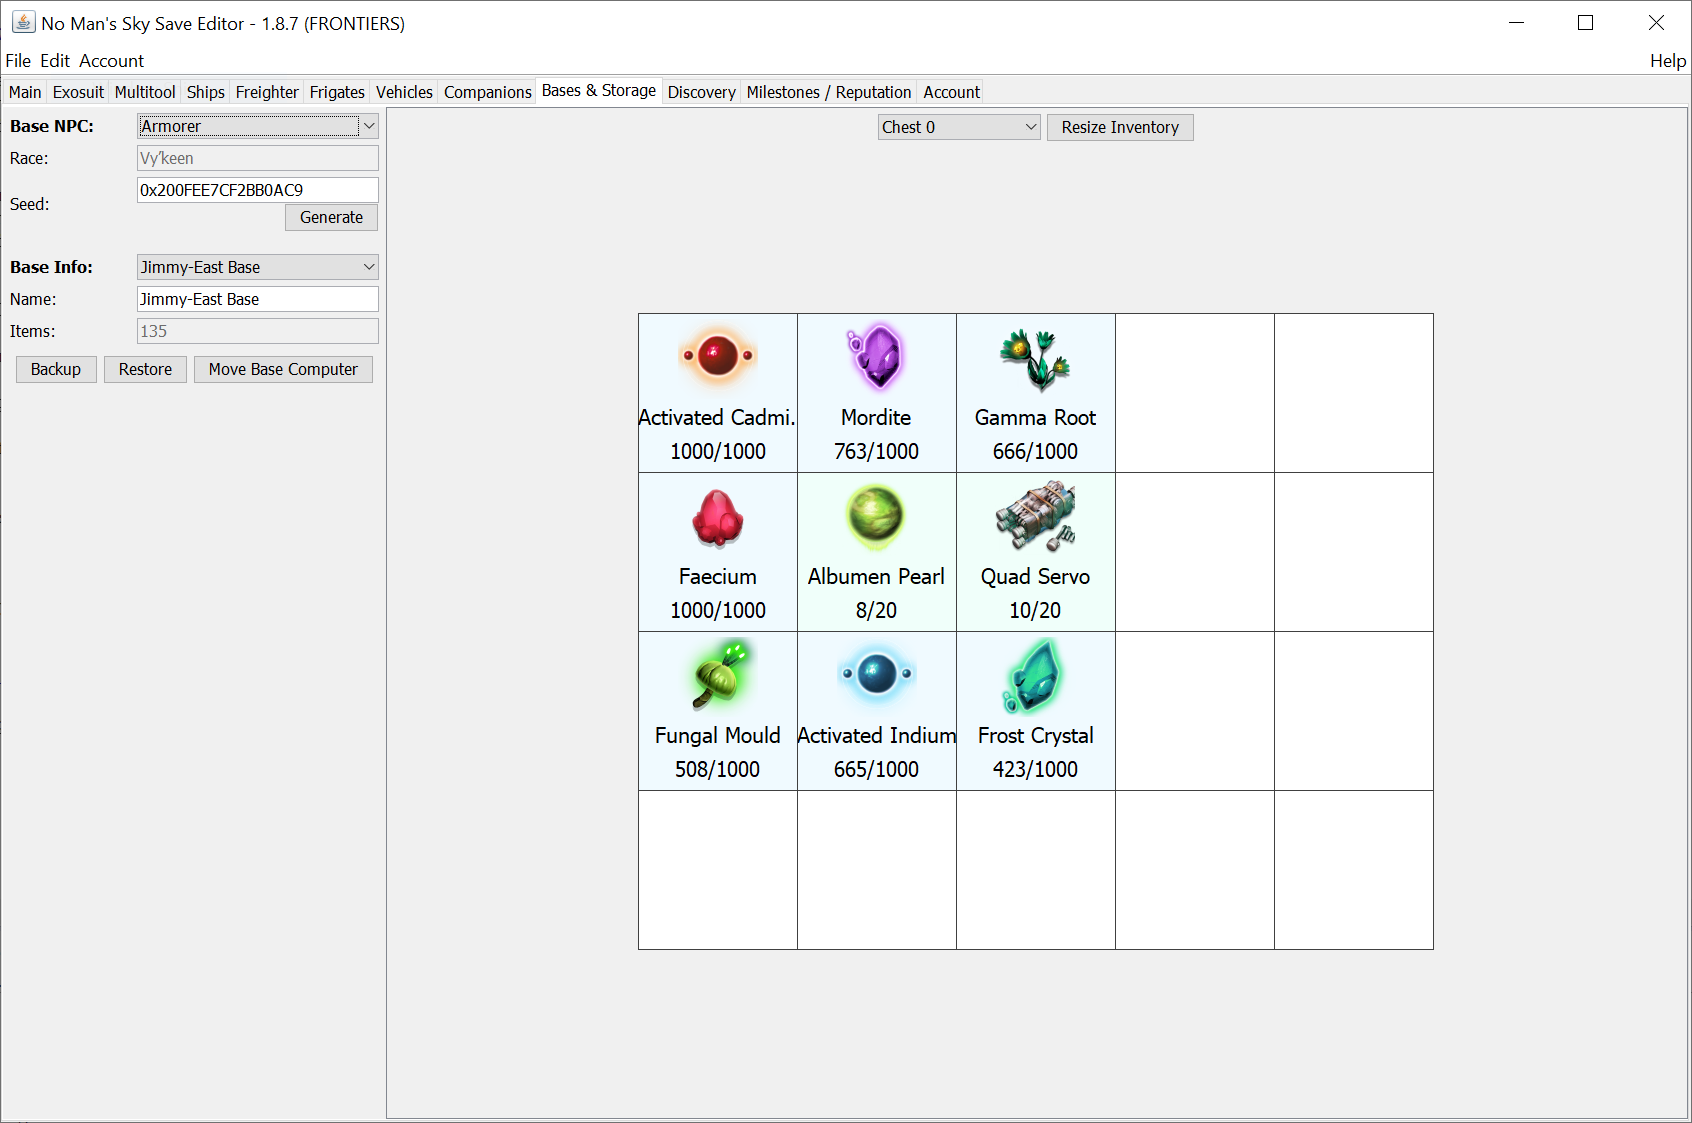 No Man's Sky Save Editor - 1.8.7 (FRONTIERS)
File Edit Account Help
Main Exosuit Multitool Ships Freighter Frigates Vehicles Companions Bases & Storage Discovery Milestones / Reputation Account
Base NPC: Armorer
Race: Vy'keen
Seed: 0x200FEE7CF2BB0AC9
Generate
Base Info: Jimmy-East Base
Name: Jimmy-East Base
Items: 135
Backup Restore Move Base Computer
Chest 0 Resize Inventory
Activated Cadmi. Mordite Gamma Root
1000/1000 763/1000 666/1000
Faecium Albumen Pearl Quad Servo
1000/1000 8/20 10/20
Fungal Mould Activated Indium Frost Crystal
508/1000 665/1000 423/1000